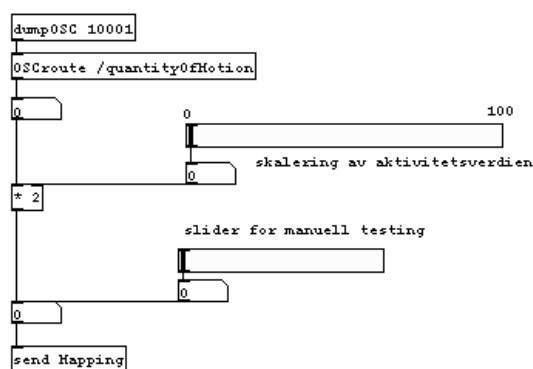 dumpOSC 10001
OSCroute /quantityOfMotion
0
0 100
0
skalering av aktivitetsverdien
* 2
slider for manuell testing
0
0
send Mapping